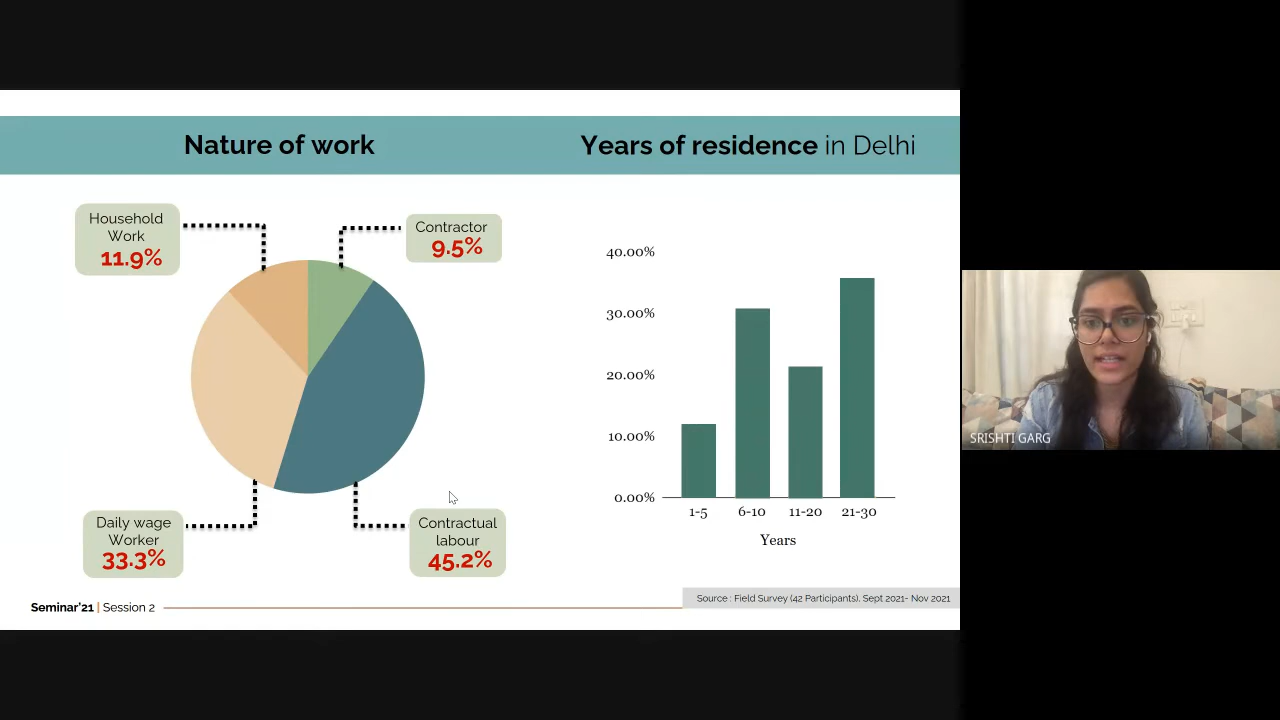 Nature of work
Years of residence in Delhi
Household
Work
11.9%
Contractor
9.5%
Daily wage
Worker
33.3%
Contractual
labour
45.2%
40.00%
30.00%
20.00%
10.00%
0.00%
1-5 6-10 11-20 21-30
Years
Seminar'21 | Session 2
Source : Field Survey (42 Participants), Sept 2021- Nov 2021
SRISHTI GARG